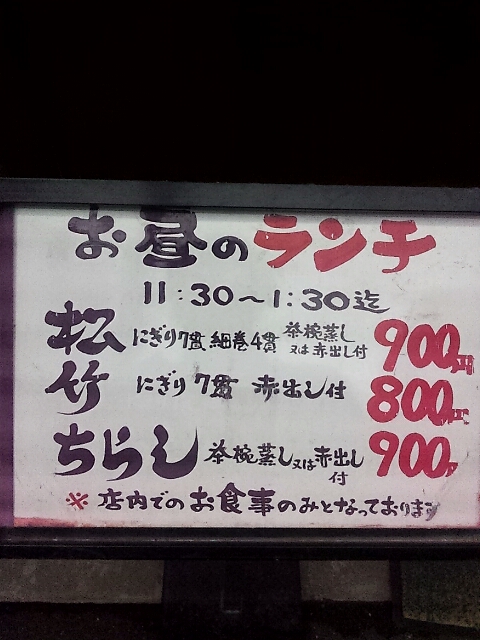 お昼のランチ
11:30〜1:30迄
松 にぎり7貫 細巻4貫 茶椀蒸し又は赤出し付 900円
竹 にぎり 7貫 赤出し付 800円
ちらし 茶椀蒸し又は赤出し付 900円
※店内でのお食事のみとなっております